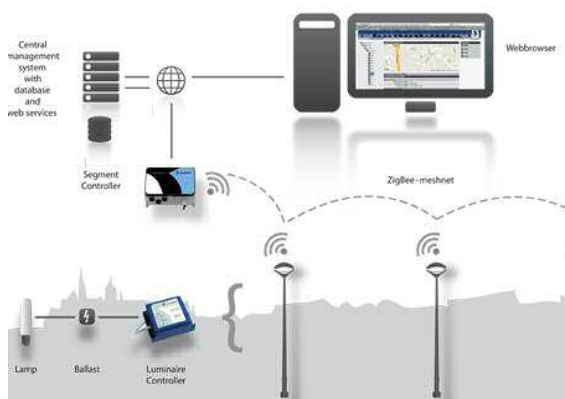 Central
management
system
with
database
and
web services
Webbrowser
Segment
Controller
ZigBee-meshnet
Lamp
Ballast
Luminaire
Controller